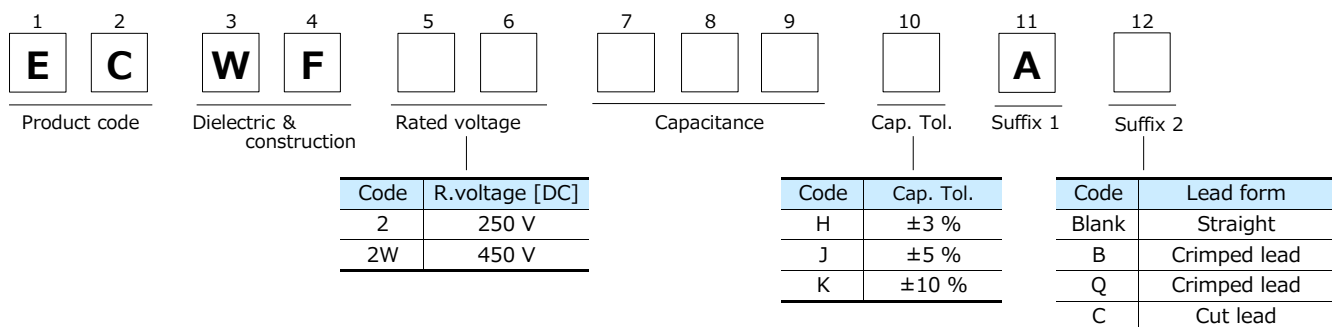 1 2 3 4 5 6 7 8 9 10 11 12
E C W F A
Product code Dielectric & construction Rated voltage Capacitance Cap. Tol. Suffix 1 Suffix 2
Code R.voltage [DC]
2 250 V
2W 450 V
Code Cap. Tol.
H ±3 %
J ±5 %
K ±10 %
Code Lead form
Blank Straight
B Crimped lead
Q Crimped lead
C Cut lead